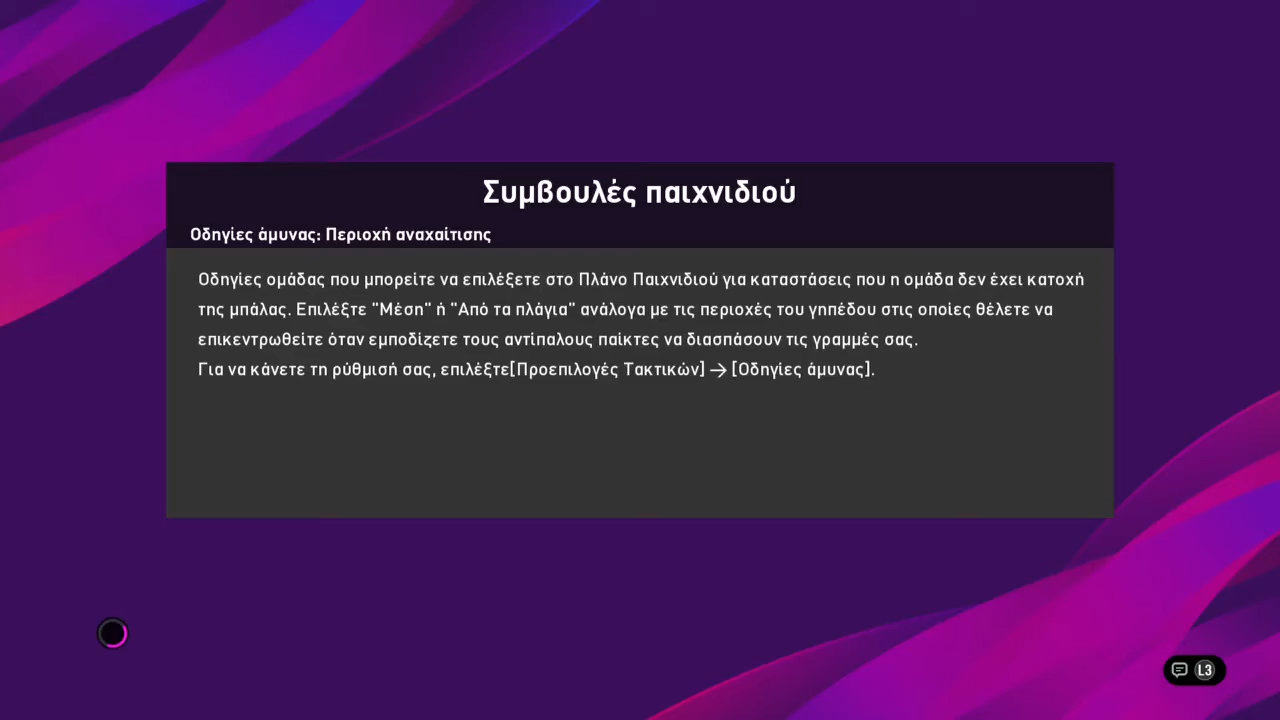 Συμβουλές παιχνιδιού
Οδηγίες άμυνας: Περιοχή αναχαίτισης
Οδηγίες ομάδας που μπορείτε να επιλέξετε στο Πλάνο Παιχνιδιού για καταστάσεις που η ομάδα δεν έχει κατοχή
της μπάλας. Επιλέξτε "Μέση" ή "Από τα πλάγια" ανάλογα με τις περιοχές του γηπέδου στις οποίες θέλετε να
επικεντρωθείτε όταν εμποδίζετε τους αντίπαλους παίκτες να διασπάσουν τις γραμμές σας.
Για να κάνετε τη ρύθμισή σας, επιλέξτε[Προεπιλογές Τακτικών] → [Οδηγίες άμυνας].
L3